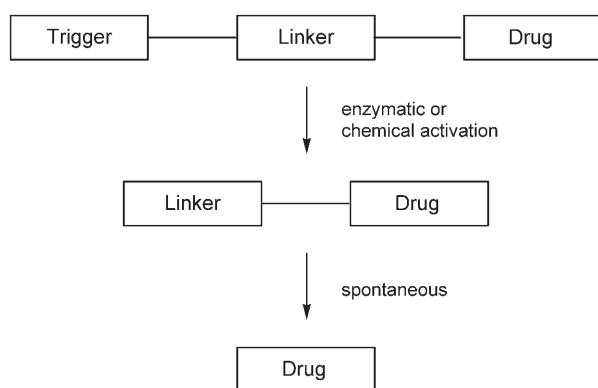 Trigger Linker Drug
enzymatic or
chemical activation
Linker Drug
spontaneous
Drug